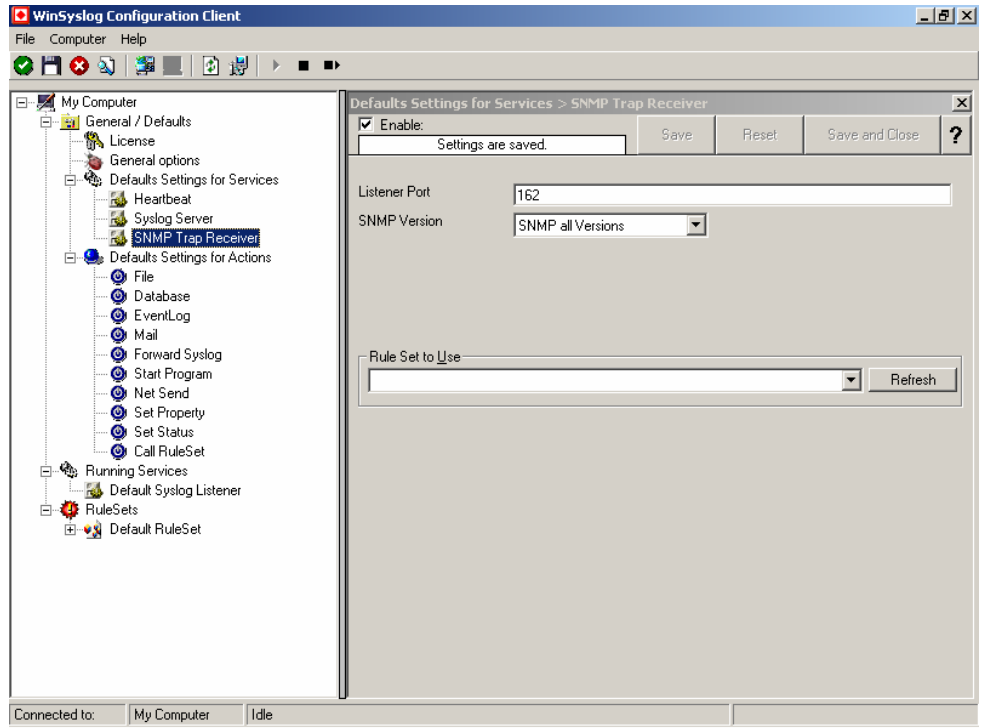 WinSyslog Configuration Client
File Computer Help
My Computer
General / Defaults
License
General options
Defaults Settings for Services
Heartbeat
Syslog Server
SNMP Trap Receiver
Defaults Settings for Actions
File
Database
EventLog
Mail
Forward Syslog
Start Program
Net Send
Set Property
Set Status
Call RuleSet
Running Services
Default Syslog Listener
RuleSets
Default RuleSet
Defaults Settings for Services > SNMP Trap Receiver
Enable:
Settings are saved.
Save Reset Save and Close ?
Listener Port 162
SNMP Version SNMP all Versions
Rule Set to Use
Refresh
Connected to: My Computer Idle